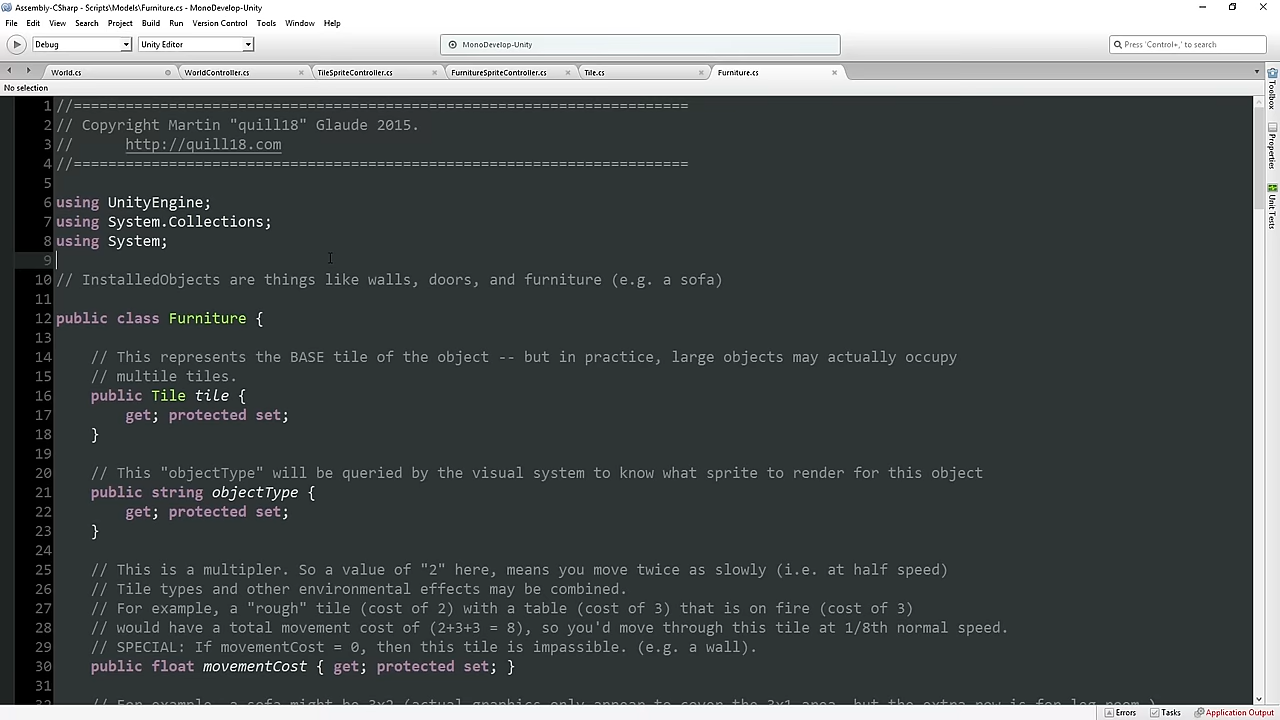 Assembly-CSharp - Scripts\Models\Furniture.cs - MonoDevelop-Unity
File Edit View Search Project Build Run Version Control Tools Window Help
Debug Unity Editor MonoDevelop-Unity Press 'Control+,' to search
World.cs WorldController.cs TileSpriteController.cs FurnitureSpriteController.cs Tile.cs Furniture.cs
No selection
1 //=======================================================================
2 // Copyright Martin "quill18" Glaude 2015.
3 //      http://quill18.com
4 //=======================================================================
5
6 using UnityEngine;
7 using System.Collections;
8 using System;
9
10 // InstalledObjects are things like walls, doors, and furniture (e.g. a sofa)
11
12 public class Furniture {
13
14     // This represents the BASE tile of the object -- but in practice, large objects may actually occupy
15     // multile tiles.
16     public Tile tile {
17         get; protected set;
18     }
19
20     // This "objectType" will be queried by the visual system to know what sprite to render for this object
21     public string objectType {
22         get; protected set;
23     }
24
25     // This is a multipler. So a value of "2" here, means you move twice as slowly (i.e. at half speed)
26     // Tile types and other environmental effects may be combined.
27     // For example, a "rough" tile (cost of 2) with a table (cost of 3) that is on fire (cost of 3)
28     // would have a total movement cost of (2+3+3 = 8), so you'd move through this tile at 1/8th normal speed.
29     // SPECIAL: If movementCost = 0, then this tile is impassible. (e.g. a wall).
30     public float movementCost { get; protected set; }
31
Toolbox
Properties
Unit Tests
Errors Tasks Application Output